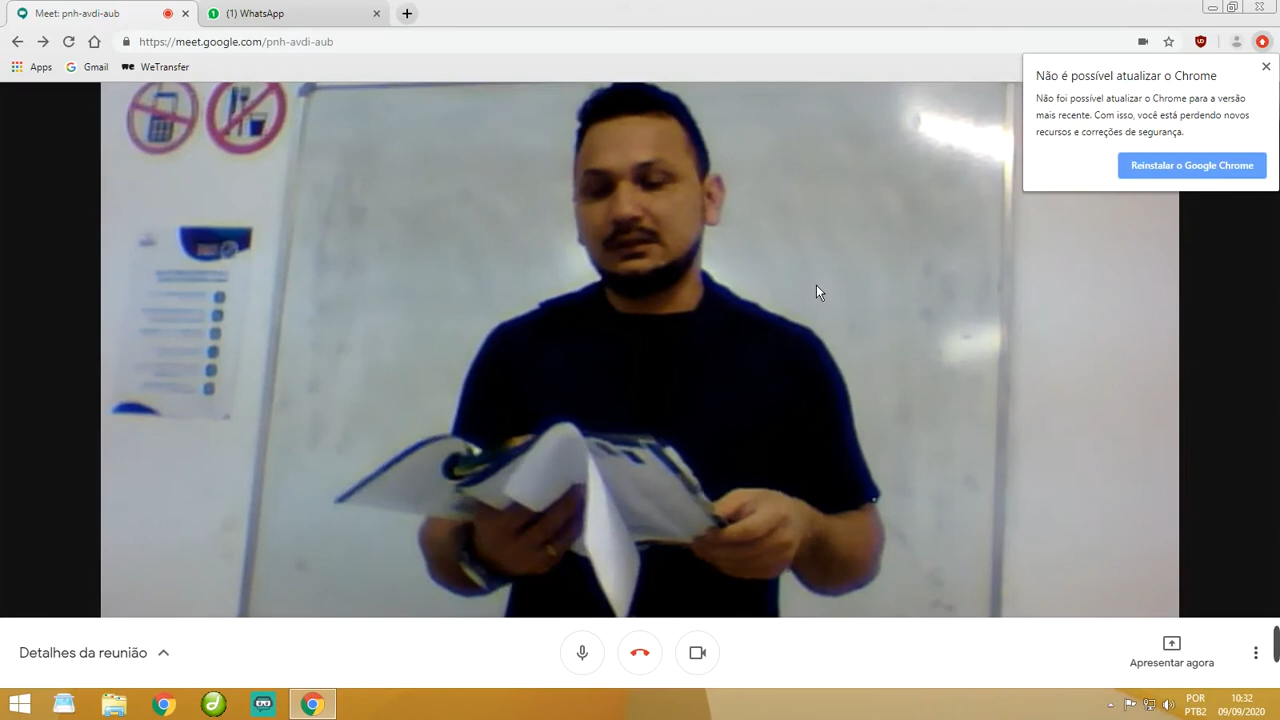 Meet: pnh-avdi-aub
(1) WhatsApp
https://meet.google.com/pnh-avdi-aub
Apps
Gmail
WeTransfer
Não é possível atualizar o Chrome
Não foi possível atualizar o Chrome para a versão
mais recente. Com isso, você está perdendo novos
recursos e correções de segurança.
Reinstalar o Google Chrome
Detalhes da reunião
Apresentar agora
POR
PTB2
10:32
09/09/2020